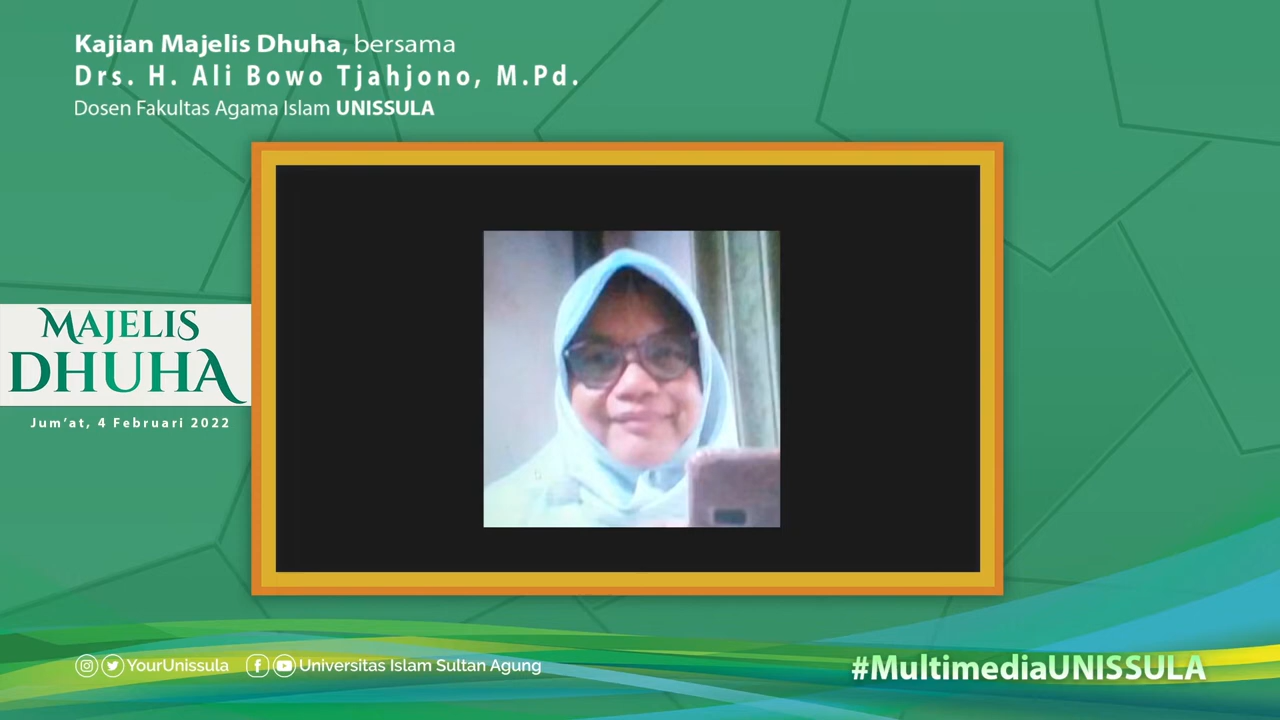 Kajian Majelis Dhuha, bersama
Drs. H. Ali Bowo Tjahjono, M.Pd.
Dosen Fakultas Agama Islam UNISSULA
MAJELIS
DHUHA
Jum'at, 4 Februari 2022
YourUnissula Universitas Islam Sultan Agung
#MultimediaUNISSULA